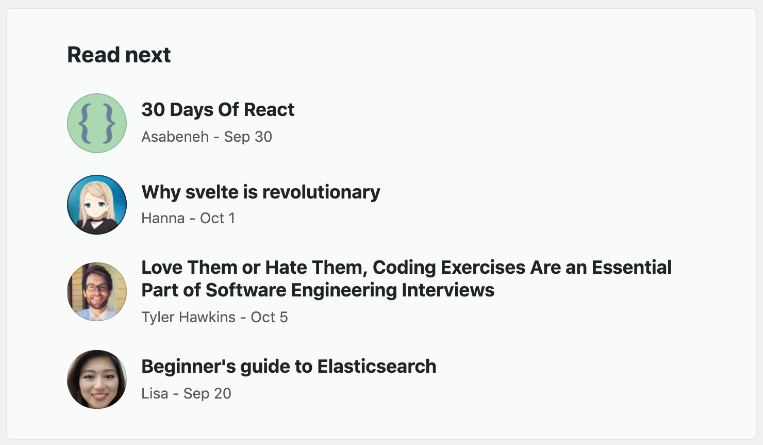 Read next
{ }
30 Days Of React
Asabeneh - Sep 30
Why svelte is revolutionary
Hanna - Oct 1
Love Them or Hate Them, Coding Exercises Are an Essential
Part of Software Engineering Interviews
Tyler Hawkins - Oct 5
Beginner's guide to Elasticsearch
Lisa - Sep 20